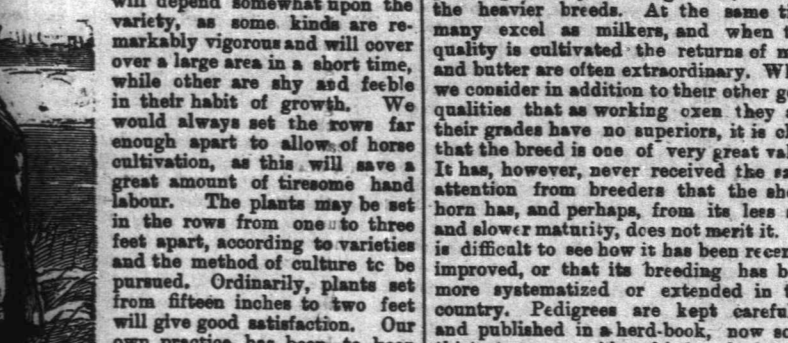 will depend somewhat upon the
variety, as some kinds are re-
markably vigorous and will cover
over a large area in a short time,
while other are shy and feeble
in their habit of growth. We
would always set the rows far
enough apart to allow of horse
cultivation, as this will save a
great amount of tiresome hand
labour. The plants may be set
in the rows from one to three
feet apart, according to varieties
and the method of culture to be
pursued. Ordinarily, plants set
from fifteen inches to two feet
will give good satisfaction. Our
own practice has been to
the heavier breeds. At the same
many excel as milkers, and when
quality is cultivated the returns of
and butter are often extraordinary.
we consider in addition to their other
qualities that as working oxen they
their grades have no superiors, it is
that the breed is one of very great
It has, however, never received the
attention from breeders that the
horn has, and perhaps, from its less
and slower maturity, does not merit it.
is difficult to see how it has been
improved, or that its breeding has
more systematized or extended in
country. Pedigrees are kept
and published in a herd-book, now